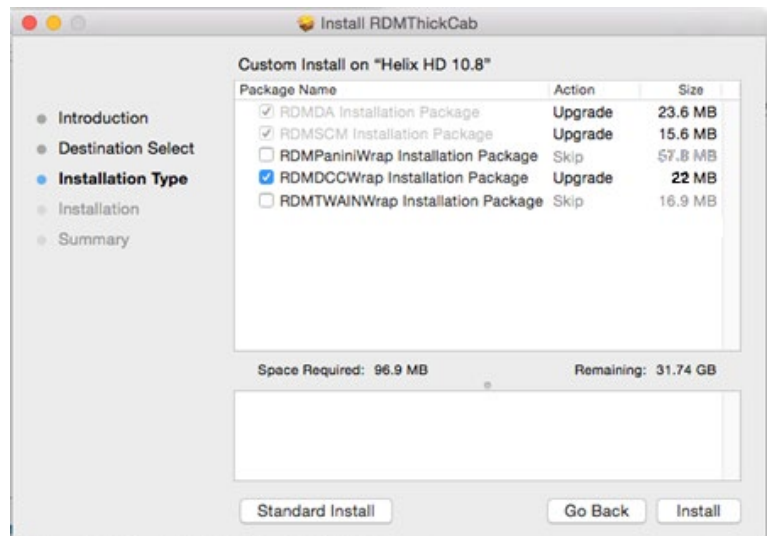 Install RDMThickCab
Custom Install on “Helix HD 10.8”
Package Name Action Size
RDMDA Installation Package Upgrade 23.6 MB
RDMSCM Installation Package Upgrade 15.6 MB
RDMPaniniWrap Installation Package Skip 57.8 MB
RDMDCCWrap Installation Package Upgrade 22 MB
RDMTWAINWrap Installation Package Skip 16.9 MB
Introduction
Destination Select
Installation Type
Installation
Summary
Space Required: 96.9 MB Remaining: 31.74 GB
Standard Install Go Back Install